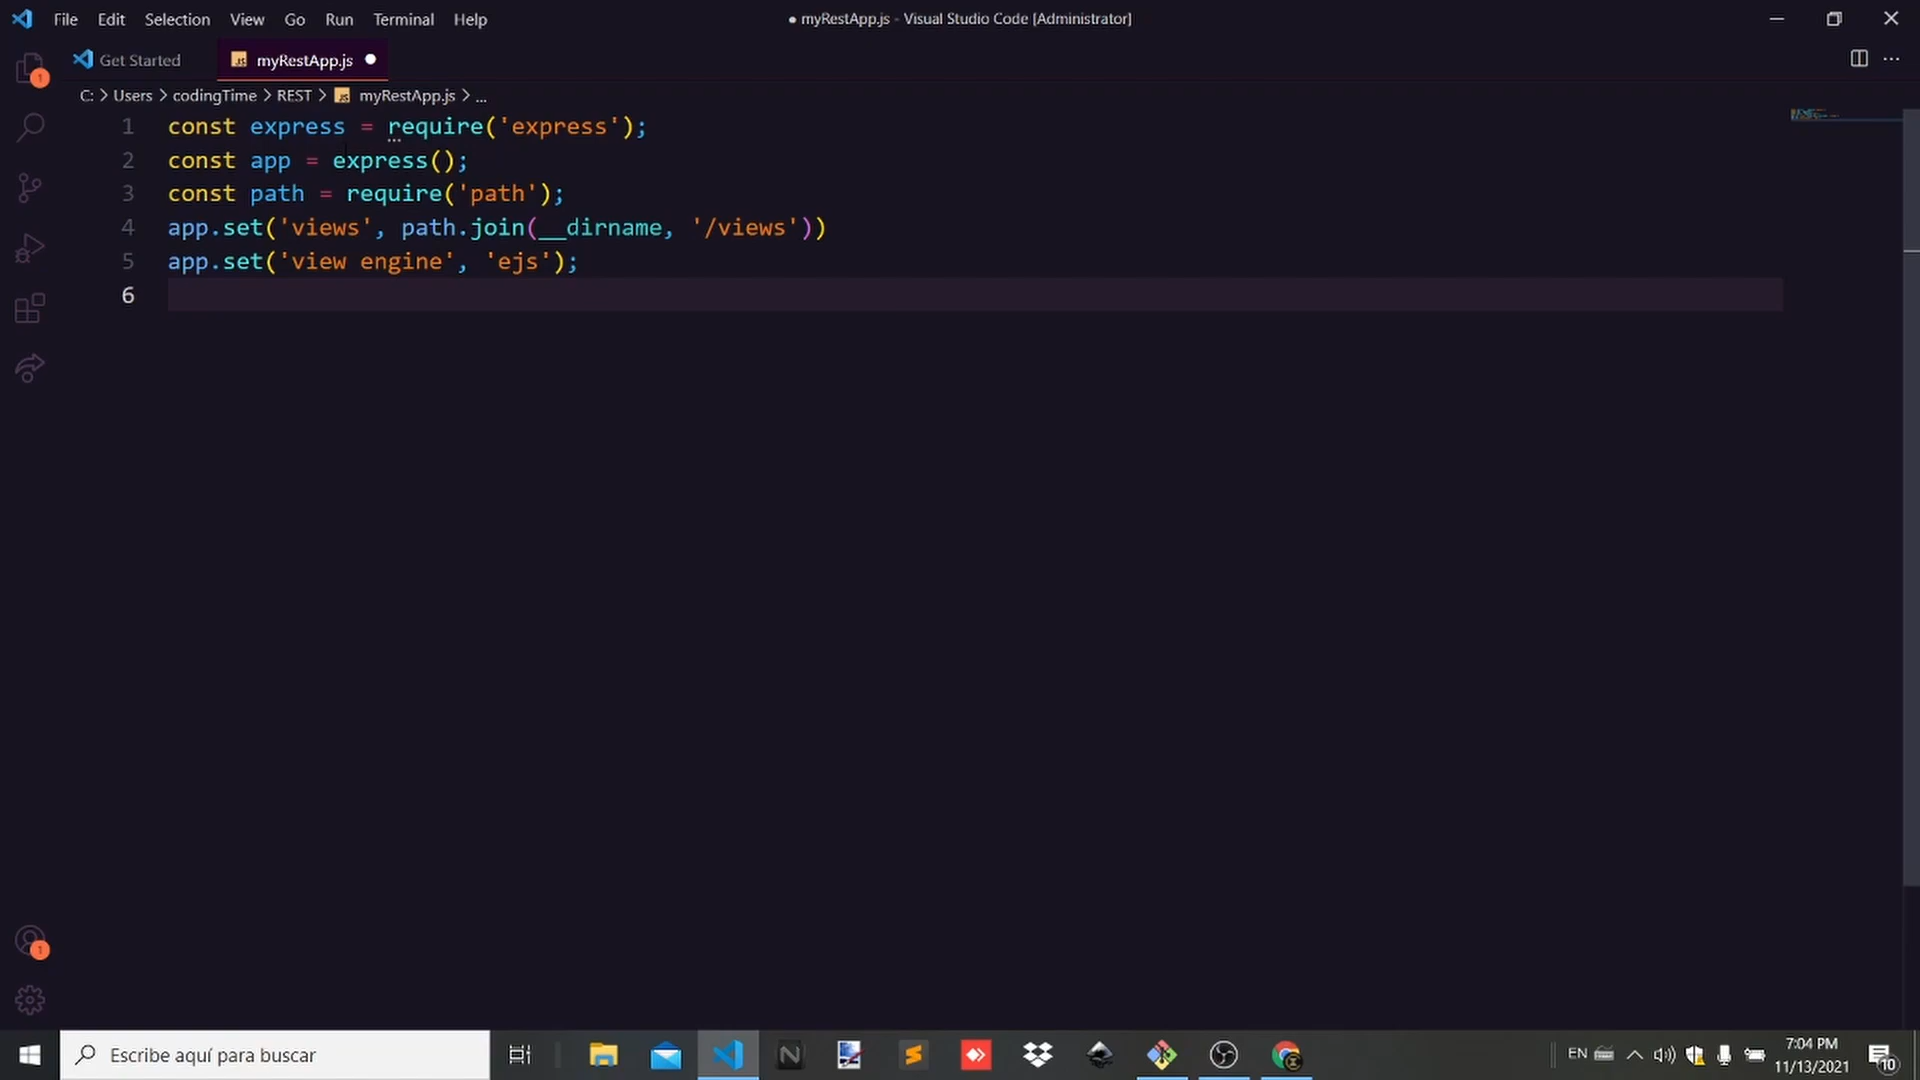 File Edit Selection View Go Run Terminal Help
● myRestApp.js - Visual Studio Code [Administrator]
Get Started
myRestApp.js ●
1
C: > Users > codingTime > REST > myRestApp.js > ...
1 const express = require('express');
2 const app = express();
3 const path = require('path');
4 app.set('views', path.join(__dirname, '/views'))
5 app.set('view engine', 'ejs');
6
1
Escribe aquí para buscar
EN
7:04 PM
11/13/2021
10